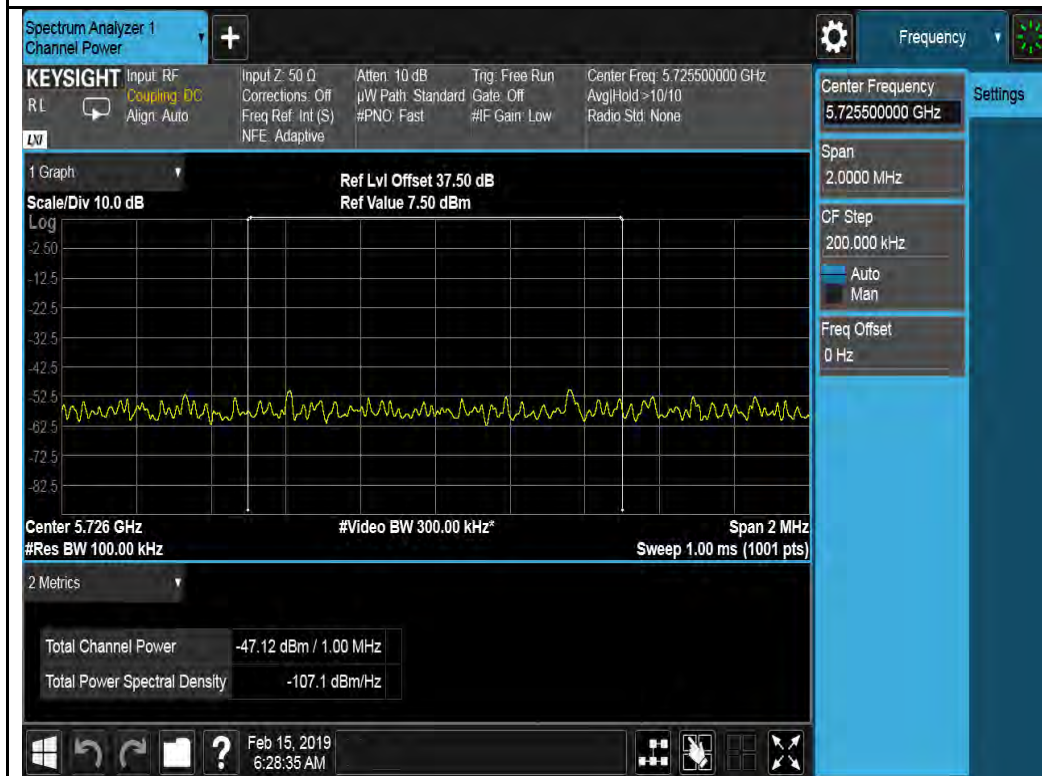 Spectrum Analyzer 1
Channel Power
Frequency
KEYSIGHT
RL
LXI
Input: RF
Coupling: DC
Align: Auto
Input Z: 50 Ω
Corrections: Off
Freq Ref: Int (S)
NFE: Adaptive
Atten: 10 dB
µW Path: Standard
#PNO: Fast
Trig: Free Run
Gate: Off
#IF Gain: Low
Center Freq: 5.725500000 GHz
Avg|Hold >10/10
Radio Std: None
1 Graph
Scale/Div 10.0 dB
Ref Lvl Offset 37.50 dB
Ref Value 7.50 dBm
Log
-2.50
-12.5
-22.5
-32.5
-42.5
-52.5
-62.5
-72.5
-82.5
Center 5.726 GHz
#Res BW 100.00 kHz
#Video BW 300.00 kHz*
Span 2 MHz
Sweep 1.00 ms (1001 pts)
2 Metrics
Total Channel Power -47.12 dBm / 1.00 MHz
Total Power Spectral Density -107.1 dBm/Hz
?
Feb 15, 2019
6:28:35 AM
Center Frequency
5.725500000 GHz
Settings
Span
2.0000 MHz
CF Step
200.000 kHz
Auto
Man
Freq Offset
0 Hz